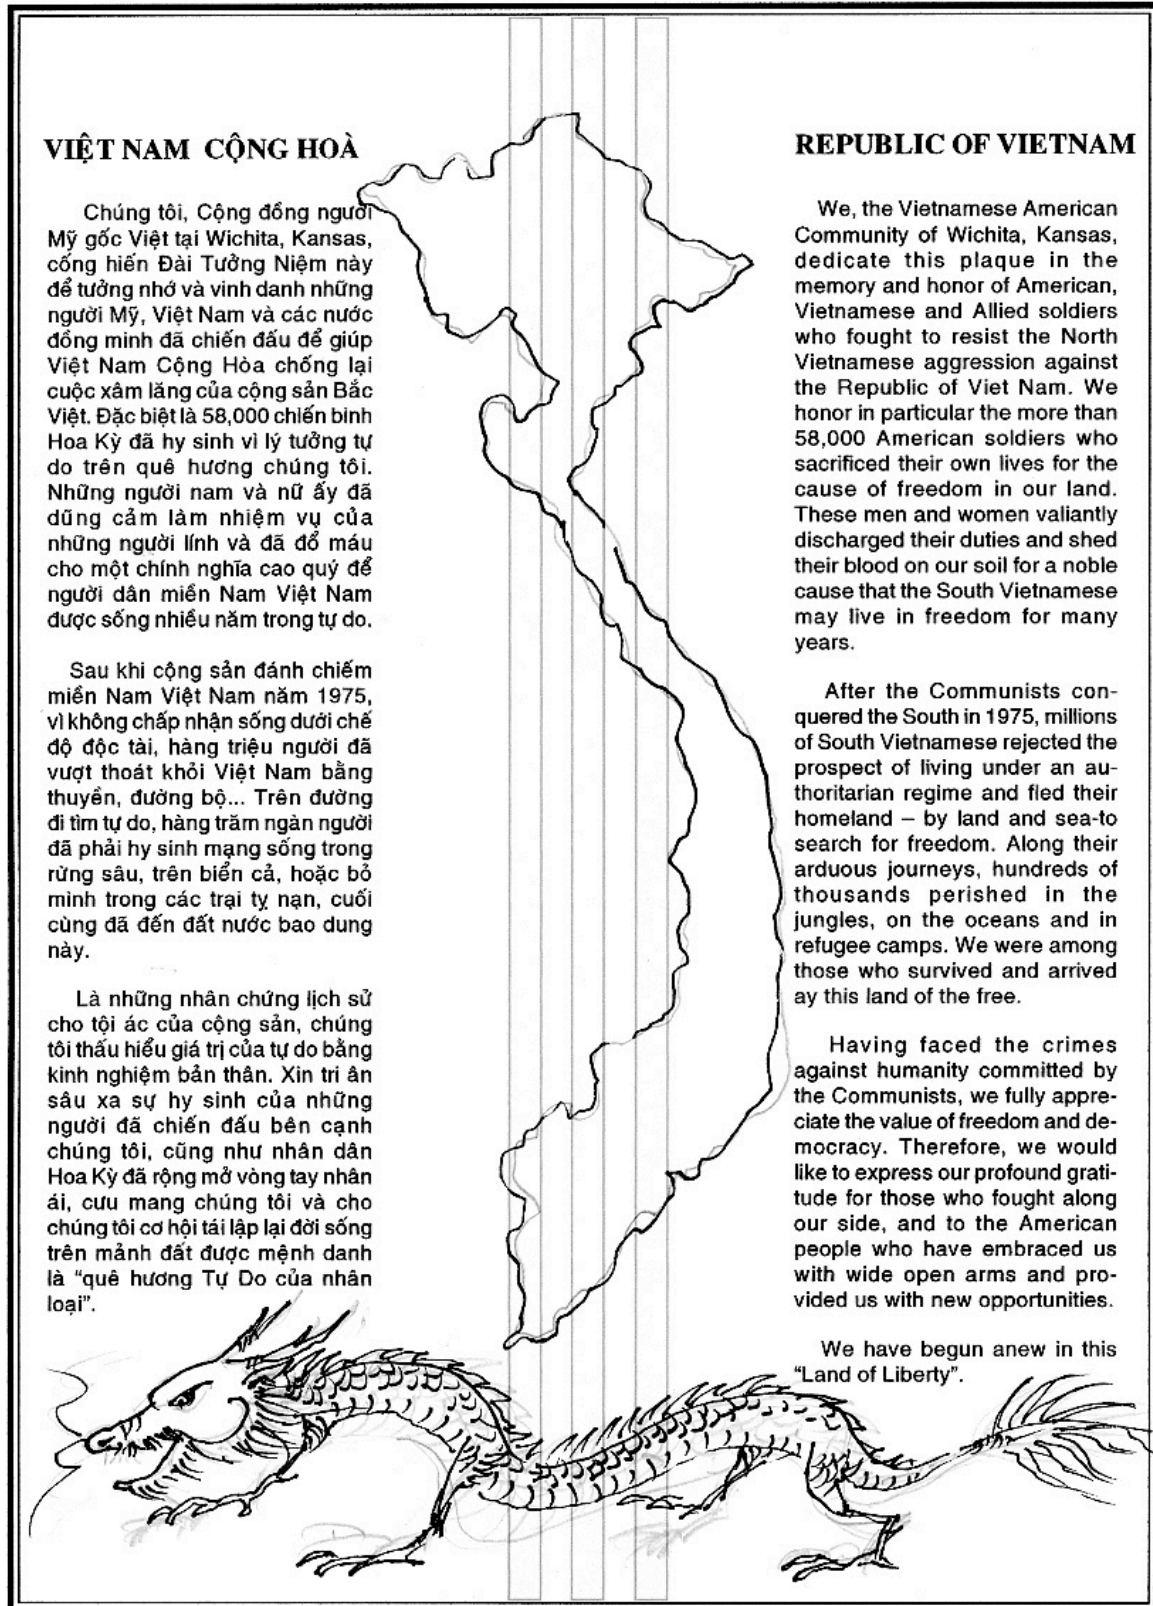 VIỆT NAM CỘNG HOÀ
Chúng tôi, Cộng đồng người
Mỹ gốc Việt tại Wichita, Kansas,
cống hiến Đài Tưởng Niệm này
để tưởng nhớ và vinh danh những
người Mỹ, Việt Nam và các nước
đồng minh đã chiến đấu để giúp
Việt Nam Cộng Hòa chống lại
cuộc xâm lăng của cộng sản Bắc
Việt. Đặc biệt là 58,000 chiến binh
Hoa Kỳ đã hy sinh vì lý tưởng tự
do trên quê hương chúng tôi.
Những người nam và nữ ấy đã
dũng cảm làm nhiệm vụ của
những người lính và đã đổ máu
cho một chính nghĩa cao quý để
người dân miền Nam Việt Nam
được sống nhiều năm trong tự do.
Sau khi cộng sản đánh chiếm
miền Nam Việt Nam năm 1975,
vì không chấp nhận sống dưới chế
độ độc tài, hàng triệu người đã
vượt thoát khỏi Việt Nam bằng
thuyền, đường bộ... Trên đường
đi tìm tự do, hàng trăm ngàn người
đã phải hy sinh mạng sống trong
rừng sâu, trên biển cả, hoặc bỏ
mình trong các trại tỵ nạn, cuối
cùng đã đến đất nước bao dung
này.
Là những nhân chứng lịch sử
cho tội ác của cộng sản, chúng
tôi thấu hiểu giá trị của tự do bằng
kinh nghiệm bản thân. Xin tri ân
sâu xa sự hy sinh của những
người đã chiến đấu bên cạnh
chúng tôi, cũng như nhân dân
Hoa Kỳ đã rộng mở vòng tay nhân
ái, cưu mang chúng tôi và cho
chúng tôi cơ hội tái lập lại đời sống
trên mảnh đất được mệnh danh
là “quê hương Tự Do của nhân
loại”.
REPUBLIC OF VIETNAM
We, the Vietnamese American
Community of Wichita, Kansas,
dedicate this plaque in the
memory and honor of American,
Vietnamese and Allied soldiers
who fought to resist the North
Vietnamese aggression against
the Republic of Viet Nam. We
honor in particular the more than
58,000 American soldiers who
sacrificed their own lives for the
cause of freedom in our land.
These men and women valiantly
discharged their duties and shed
their blood on our soil for a noble
cause that the South Vietnamese
may live in freedom for many
years.
After the Communists con-
quered the South in 1975, millions
of South Vietnamese rejected the
prospect of living under an au-
thoritarian regime and fled their
homeland – by land and sea-to
search for freedom. Along their
arduous journeys, hundreds of
thousands perished in the
jungles, on the oceans and in
refugee camps. We were among
those who survived and arrived
ay this land of the free.
Having faced the crimes
against humanity committed by
the Communists, we fully appre-
ciate the value of freedom and de-
mocracy. Therefore, we would
like to express our profound grati-
tude for those who fought along
our side, and to the American
people who have embraced us
with wide open arms and pro-
vided us with new opportunities.
We have begun anew in this
“Land of Liberty”.